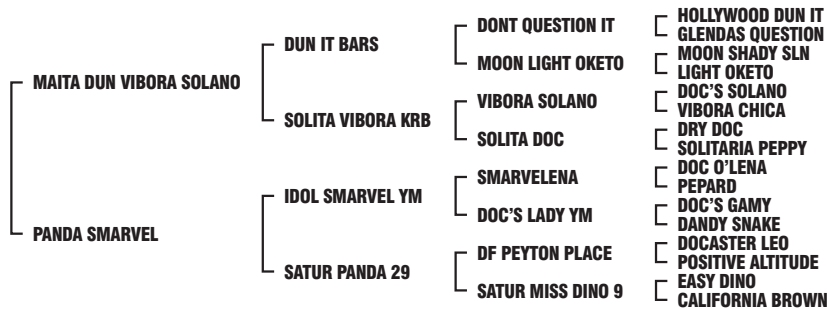 MAITA DUN VIBORA SOLANO
PANDA SMARVEL
DUN IT BARS
SOLITA VIBORA KRB
IDOL SMARVEL YM
SATUR PANDA 29
DONT QUESTION IT
MOON LIGHT OKETO
VIBORA SOLANO
SOLITA DOC
SMARVELENA
DOC'S LADY YM
DF PEYTON PLACE
SATUR MISS DINO 9
HOLLYWOOD DUN IT
GLENDAS QUESTION
MOON SHADY SLN
LIGHT OKETO
DOC'S SOLANO
VIBORA CHICA
DRY DOC
SOLITARIA PEPPY
DOC O'LENA
PEPARD
DOC'S GAMY
DANDY SNAKE
DOCASTER LEO
POSITIVE ALTITUDE
EASY DINO
CALIFORNIA BROWN